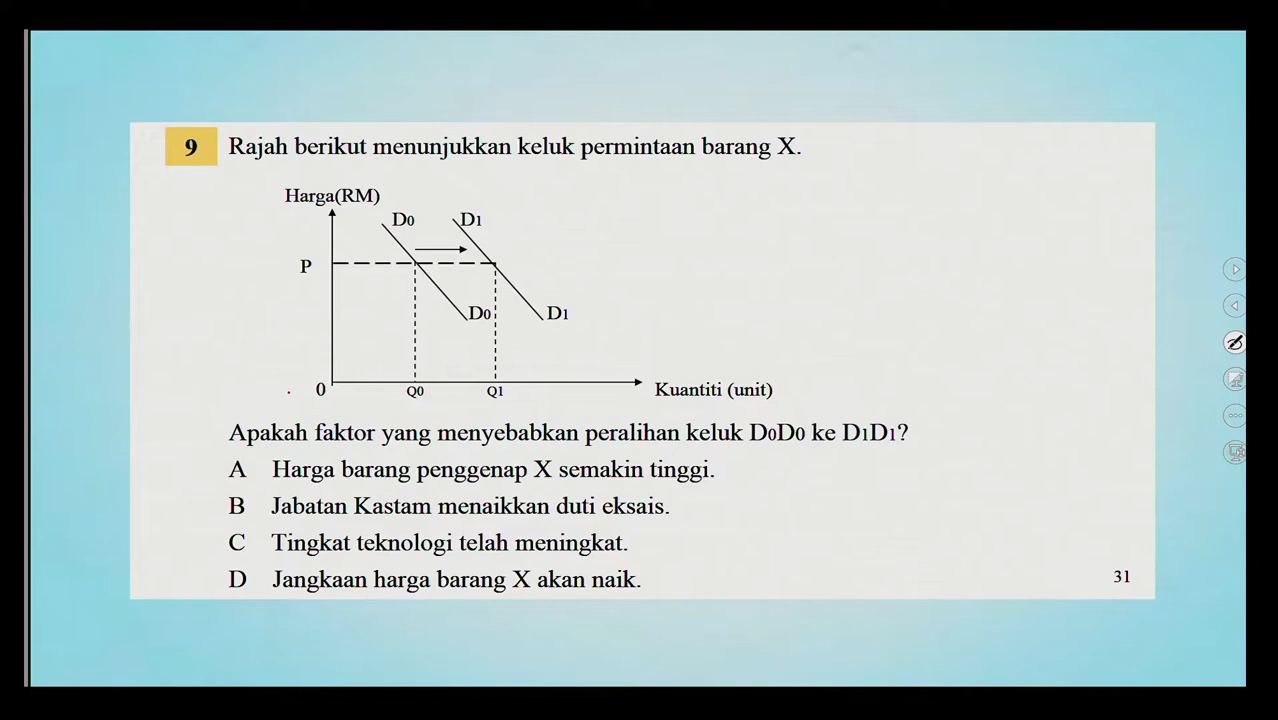 9 Rajah berikut menunjukkan keluk permintaan barang X.
Harga(RM)
D0 D1
P
D0 D1
0 Q0 Q1 Kuantiti (unit)
Apakah faktor yang menyebabkan peralihan keluk D0D0 ke D1D1?
A Harga barang penggenap X semakin tinggi.
B Jabatan Kastam menaikkan duti eksais.
C Tingkat teknologi telah meningkat.
D Jangkaan harga barang X akan naik.
31